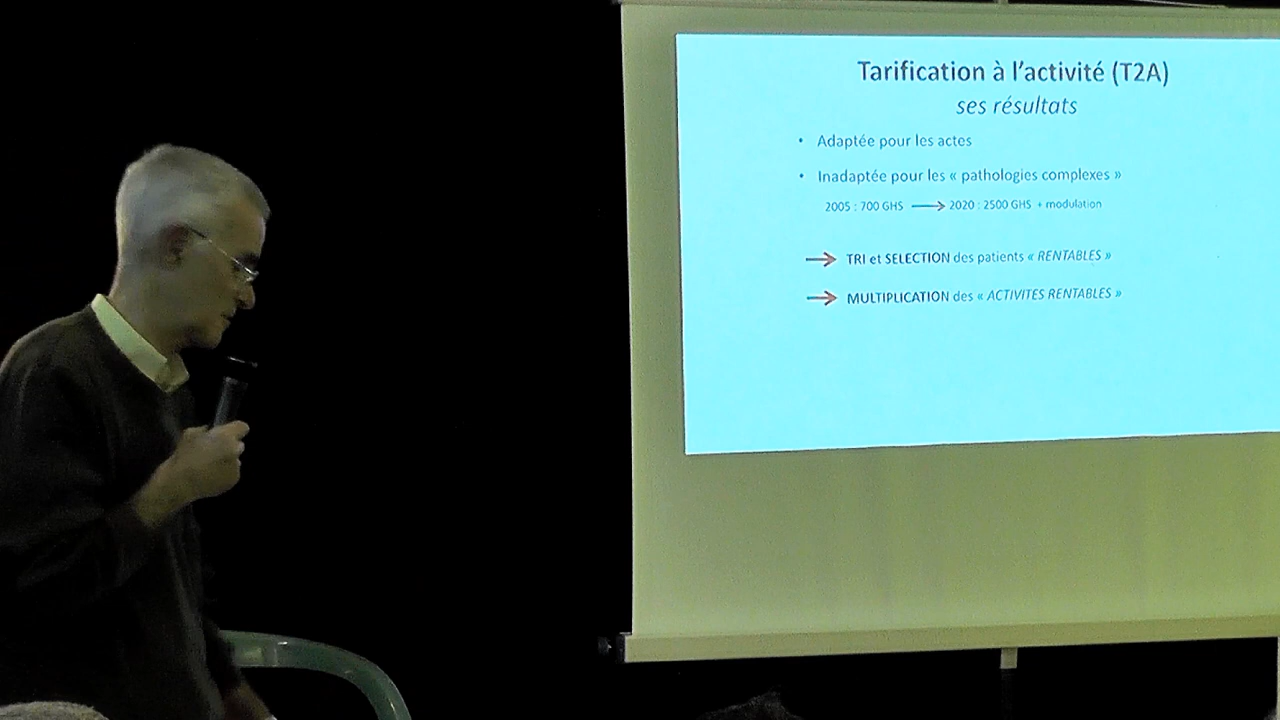 Tarification à l'activité (T2A)
ses résultats
• Adaptée pour les actes
• Inadaptée pour les « pathologies complexes »
2005 : 700 GHS → 2020 : 2500 GHS + modulation
→ TRI et SELECTION des patients « RENTABLES »
→ MULTIPLICATION des « ACTIVITES RENTABLES »